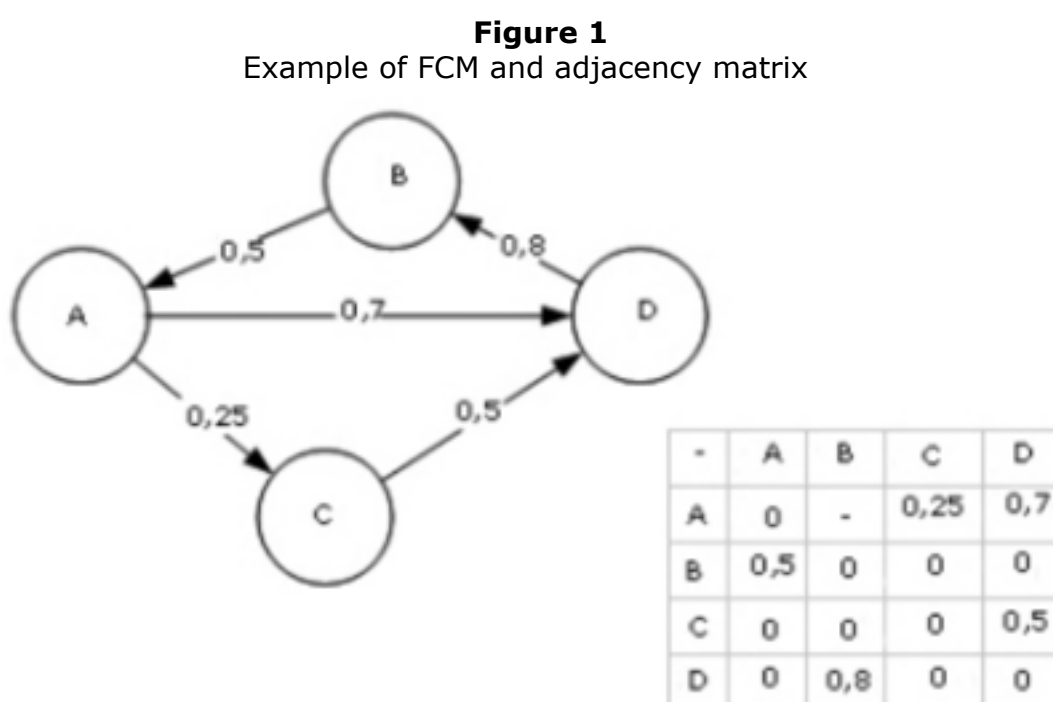 Figure 1
Example of FCM and adjacency matrix
B
0,5
0,8
A
0,7
D
0,25
0,5
C
- A B C D
A 0 - 0,25 0,7
B 0,5 0 0 0
C 0 0 0 0,5
D 0 0,8 0 0